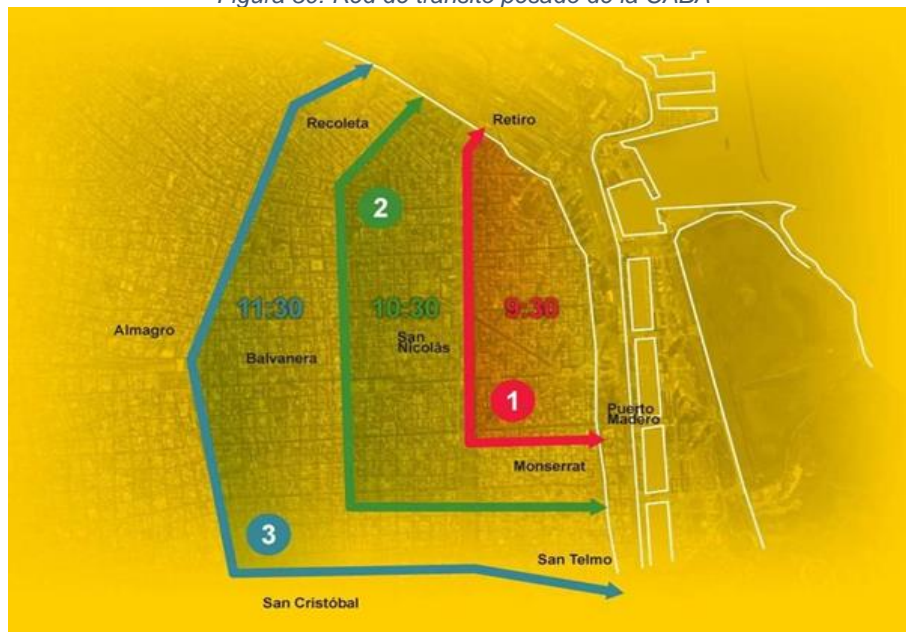 Figura 89. Red de tránsito pesado de la CABA
Recoleta
Retiro
2
11:30
10:30
9:30
Almagro
Balvanera
San
Nicolás
1
Puerto
Madero
Monserrat
3
San Telmo
San Cristóbal